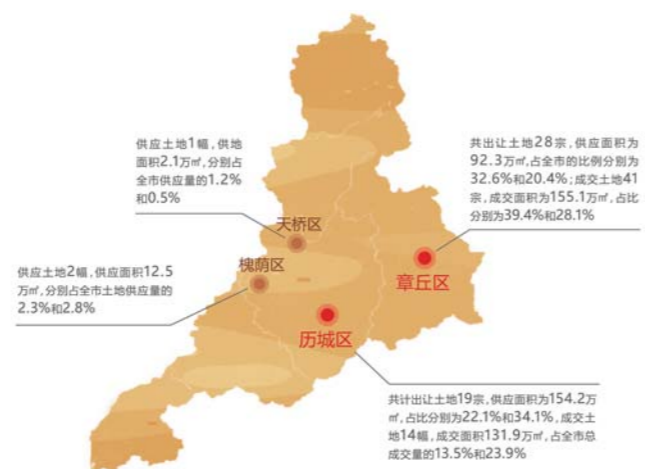 供应土地1幅，供地
面积2.1万㎡，分别占
全市供应量的1.2%
和0.5%
共出让土地28宗，供应面积为
92.3万㎡，占全市的比例分别为
32.6%和20.4%；成交土地41
宗，成交面积为155.1万㎡，占比
分别为39.4%和28.1%
天桥区
槐荫区
章丘区
供应土地2幅，供应面积12.5
万㎡，分别占全市土地供应量的
2.3%和2.8%
历城区
共计出让土地19宗，供应面积为154.2万
㎡，占比分别为22.1%和34.1%，成交土
地14幅，成交面积131.9万㎡，占全市总
成交量的13.5%和23.9%